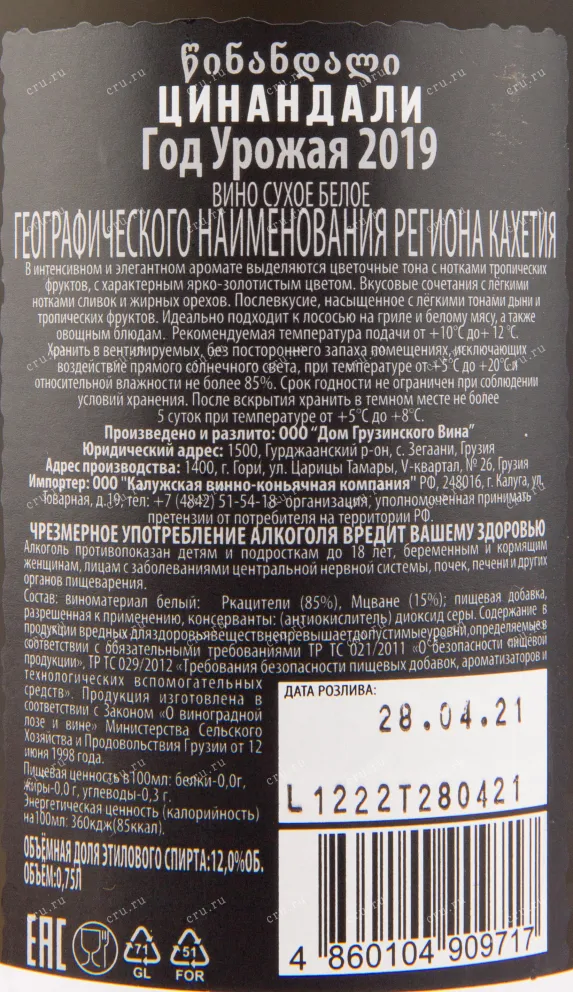 წინანდალი
ЦИНАНДАЛИ
Год Урожая 2019
ВИНО СУХОЕ БЕЛОЕ
ГЕОГРАФИЧЕСКОГО НАИМЕНОВАНИЯ РЕГИОНА КАХЕТИЯ
В интенсивном и элегантном аромате выделяются цветочные тона с нотками тропических
фруктов, с характерным ярко-золотистым цветом. Вкусовые сочетания с лёгкими
нотками сливок и жирных орехов. Послевкусие, насыщенное с лёгкими тонами дыни и
тропических фруктов. Идеально подходит к лососью на гриле и белому мясу, а также
овощным блюдам. Рекомендуемая температура подачи от +10°С до+ 12 °С.
Хранить в вентилируемых, без постороннего запаха помещениях, исключающих
воздействие прямого солнечного света, при температуре от +5°С до +20°С и
относительной влажности не более 85%. Срок годности не ограничен при соблюдении
условий хранения. После вскрытия хранить в темном месте не более
5 суток при температуре от +5°С до +8°С.
Произведено и разлито: ООО "Дом Грузинского Вина"
Юридический адрес: 1500, Гурджаанский р-он, с. Зегаани, Грузия
Адрес производства: 1400, г. Гори, ул. Царицы Тамары, V-квартал, № 26, Грузия
Импортер: ООО "Калужская винно-коньячная компания" РФ, 248016, г. Калуга, ул.
Товарная, д.19, тел: +7 (4842) 51-54-18- организация, уполномоченная принимать
претензии от потребителя на территории РФ.
ЧРЕЗМЕРНОЕ УПОТРЕБЛЕНИЕ АЛКОГОЛЯ ВРЕДИТ ВАШЕМУ ЗДОРОВЬЮ
Алкоголь противопоказан детям и подросткам до 18 лет, беременным и кормящим
женщинам, лицам с заболеваниями центральной нервной системы, почек, печени и других
органов пищеварения.
Состав: виноматериал белый: Ркацители (85%), Мцване (15%); пищевая добавка,
разрешенная к применению, консерванты: (антиокислитель) диоксид серы. Содержание в
продукции вредных для здоровья веществ не превышает допустимые уровни, определяемые в
соответствии с обязательными требованиями ТР ТС 021/2011 «О безопасности пищевой
продукции», ТР ТС 029/2012 «Требования безопасности пищевых добавок, ароматизаторов и
технологических вспомогательных
средств». Продукция изготовлена в
соответствии с Законом «О виноградной
лозе и вине» Министерства Сельского
Хозяйства и Продовольствия Грузии от 12
июня 1998 года.
Пищевая ценность в 100мл: белки-0,0г,
жиры-0.0 г, углеводы-0,3 г.
Энергетическая ценность (калорийность)
на100мл: 360кдж(85ккал).
ОБЪЁМНАЯ ДОЛЯ ЭТИЛОВОГО СПИРТА:12,0%ОБ.
ОБЪЕМ:0,75Л
ДАТА РОЗЛИВА:
28.04.21
L1222T280421
4 860104 909717
EAC
71
GL
51
FOR
cru.ru